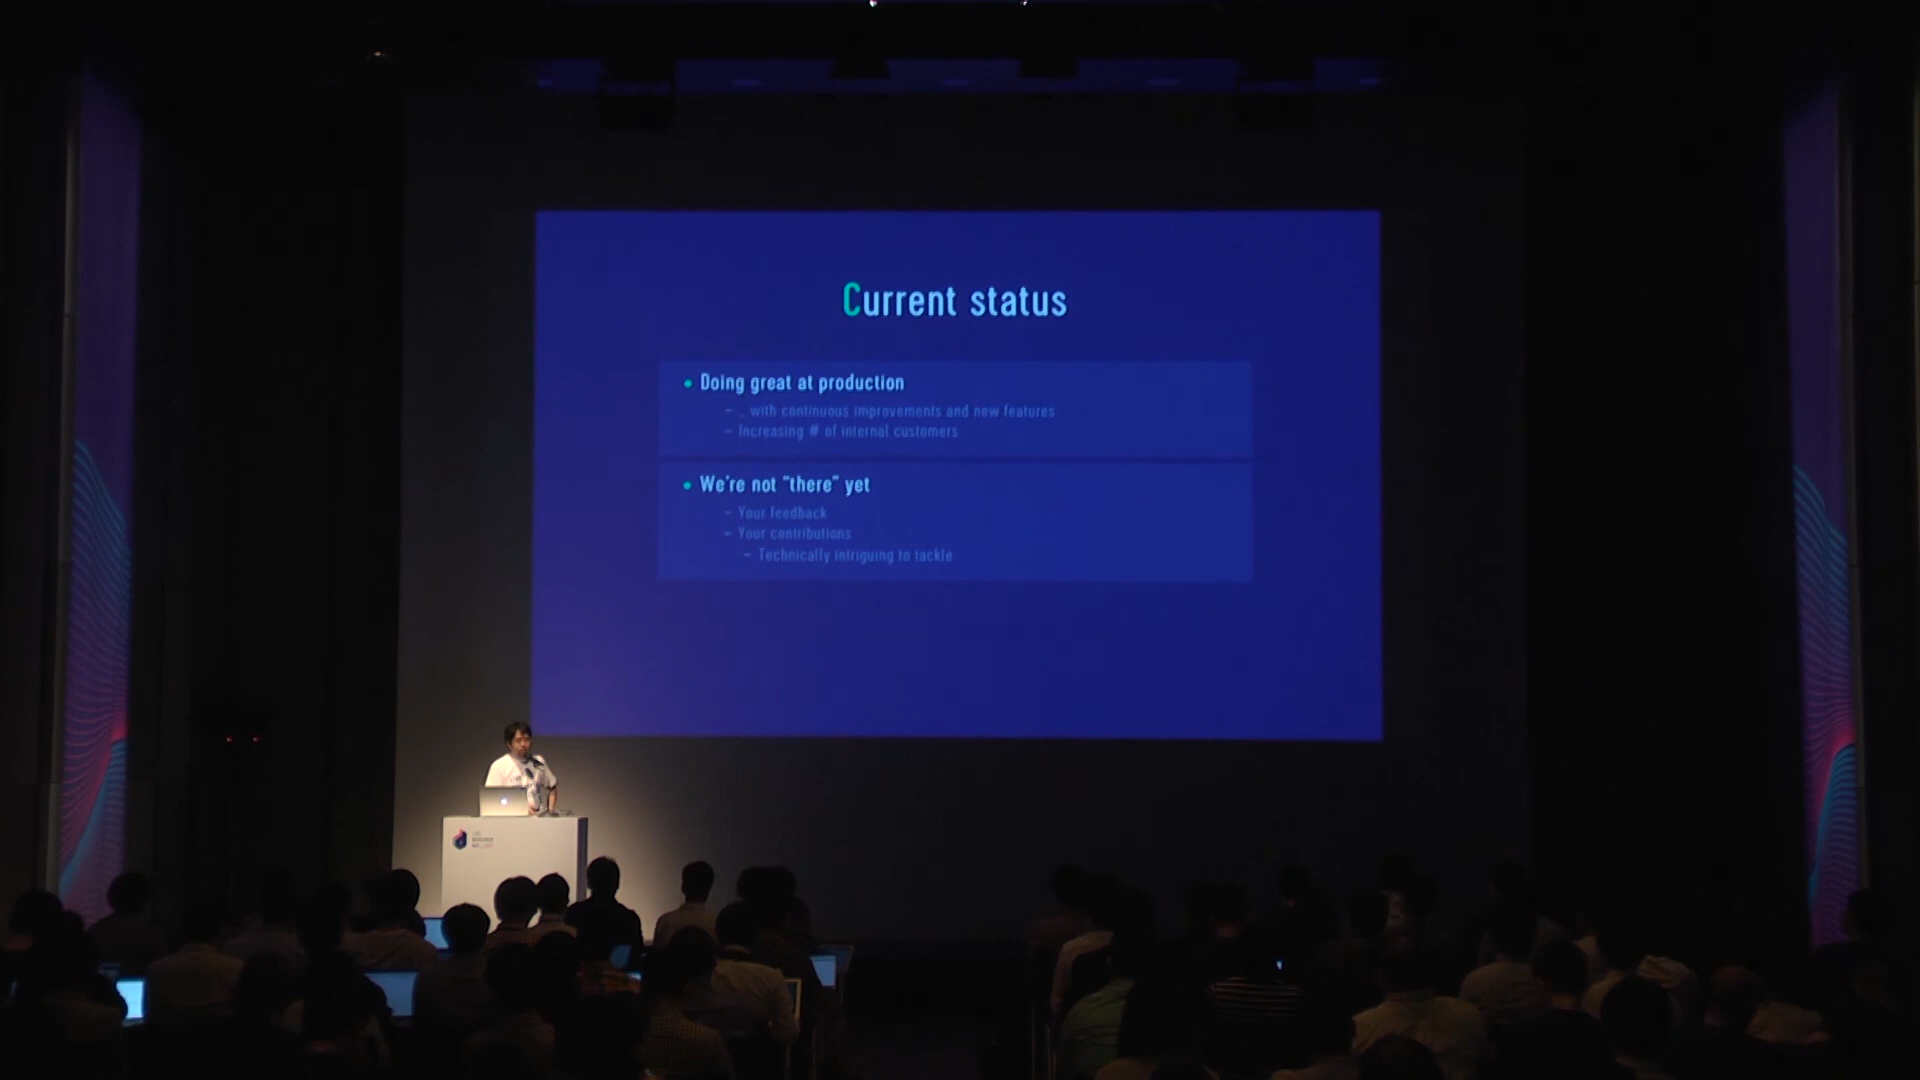 Current status
• Doing great at production
– ...with continuous improvements and new features
– Increasing # of internal customers
• We're not “there” yet
– Your feedback
– Your contributions
– Technically intriguing to tackle